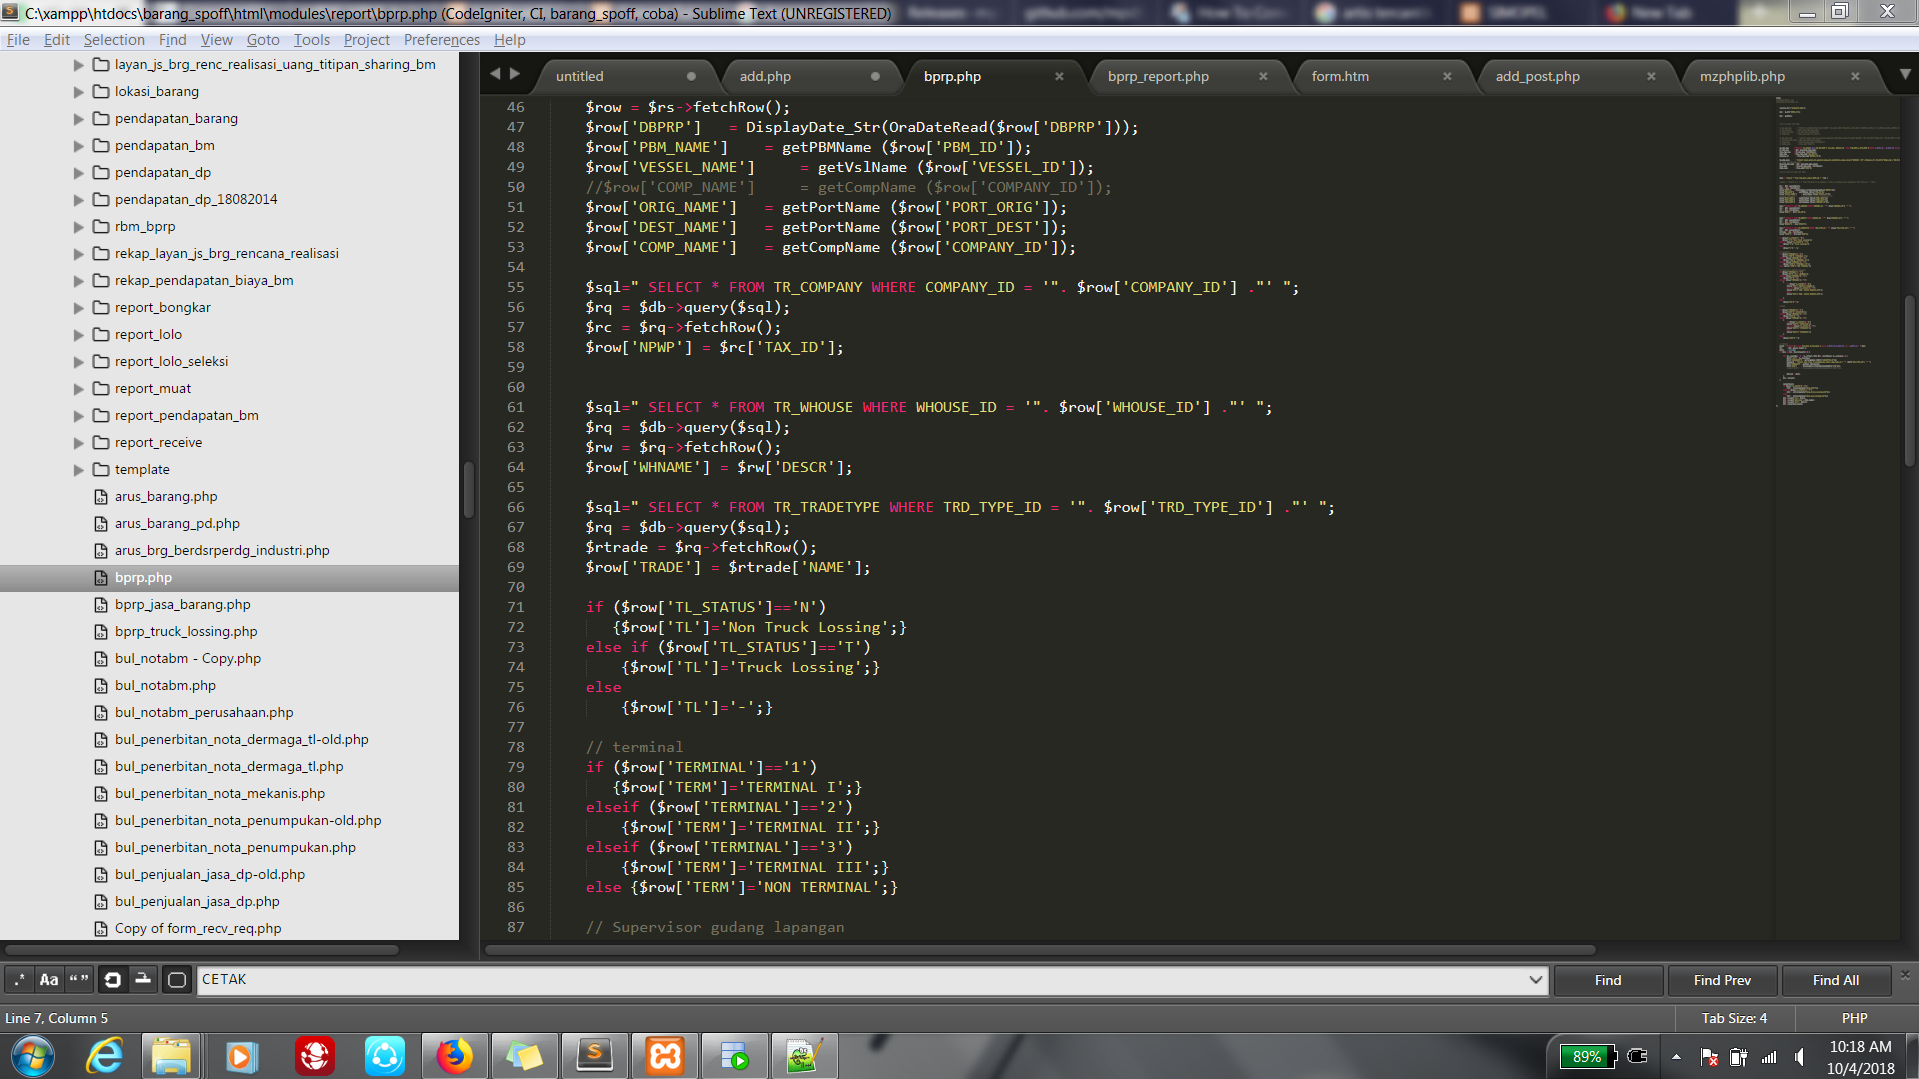 C:\xampp\htdocs\barang_spoff\html\modules\report\bprp.php (CodeIgniter, CI, barang_spoff, coba) - Sublime Text (UNREGISTERED)
File Edit Selection Find View Goto Tools Project Preferences Help
layan_js_brg_renc_realisasi_uang_titipan_sharing_bm
lokasi_barang
pendapatan_barang
pendapatan_bm
pendapatan_dp
pendapatan_dp_18082014
rbm_bprp
rekap_layan_js_brg_rencana_realisasi
rekap_pendapatan_biaya_bm
report_bongkar
report_lolo
report_lolo_seleksi
report_muat
report_pendapatan_bm
report_receive
template
arus_barang.php
arus_barang_pd.php
arus_brg_berdsrperdg_industri.php
bprp.php
bprp_jasa_barang.php
bprp_truck_lossing.php
bul_notabm - Copy.php
bul_notabm.php
bul_notabm_perusahaan.php
bul_penerbitan_nota_dermaga_tl-old.php
bul_penerbitan_nota_dermaga_tl.php
bul_penerbitan_nota_mekanis.php
bul_penerbitan_nota_penumpukan-old.php
bul_penerbitan_nota_penumpukan.php
bul_penjualan_jasa_dp-old.php
bul_penjualan_jasa_dp.php
Copy of form_recv_req.php
untitled add.php bprp.php bprp_report.php form.htm add_post.php mzphplib.php
46 $row = $rs->fetchRow();
47 $row['DBPRP'] = DisplayDate_Str(OraDateRead($row['DBPRP']));
48 $row['PBM_NAME'] = getPBMName ($row['PBM_ID']);
49 $row['VESSEL_NAME'] = getVslName ($row['VESSEL_ID']);
50 //$row['COMP_NAME'] = getCompName ($row['COMPANY_ID']);
51 $row['ORIG_NAME'] = getPortName ($row['PORT_ORIG']);
52 $row['DEST_NAME'] = getPortName ($row['PORT_DEST']);
53 $row['COMP_NAME'] = getCompName ($row['COMPANY_ID']);
54
55 $sql=" SELECT * FROM TR_COMPANY WHERE COMPANY_ID = '". $row['COMPANY_ID'] ."' ";
56 $rq = $db->query($sql);
57 $rc = $rq->fetchRow();
58 $row['NPWP'] = $rc['TAX_ID'];
59
60
61 $sql=" SELECT * FROM TR_WHOUSE WHERE WHOUSE_ID = '". $row['WHOUSE_ID'] ."' ";
62 $rq = $db->query($sql);
63 $rw = $rq->fetchRow();
64 $row['WHNAME'] = $rw['DESCR'];
65
66 $sql=" SELECT * FROM TR_TRADETYPE WHERE TRD_TYPE_ID = '". $row['TRD_TYPE_ID'] ."' ";
67 $rq = $db->query($sql);
68 $rtrade = $rq->fetchRow();
69 $row['TRADE'] = $rtrade['NAME'];
70
71 if ($row['TL_STATUS']=='N')
72 {$row['TL']='Non Truck Lossing';}
73 else if ($row['TL_STATUS']=='T')
74 {$row['TL']='Truck Lossing';}
75 else
76 {$row['TL']='-';}
77
78 // terminal
79 if ($row['TERMINAL']=='1')
80 {$row['TERM']='TERMINAL I';}
81 elseif ($row['TERMINAL']=='2')
82 {$row['TERM']='TERMINAL II';}
83 elseif ($row['TERMINAL']=='3')
84 {$row['TERM']='TERMINAL III';}
85 else {$row['TERM']='NON TERMINAL';}
86
87 // Supervisor gudang lapangan
.* Aa “ ” CETAK Find Find Prev Find All
Line 7, Column 5 Tab Size: 4 PHP
89% 10:18 AM
10/4/2018